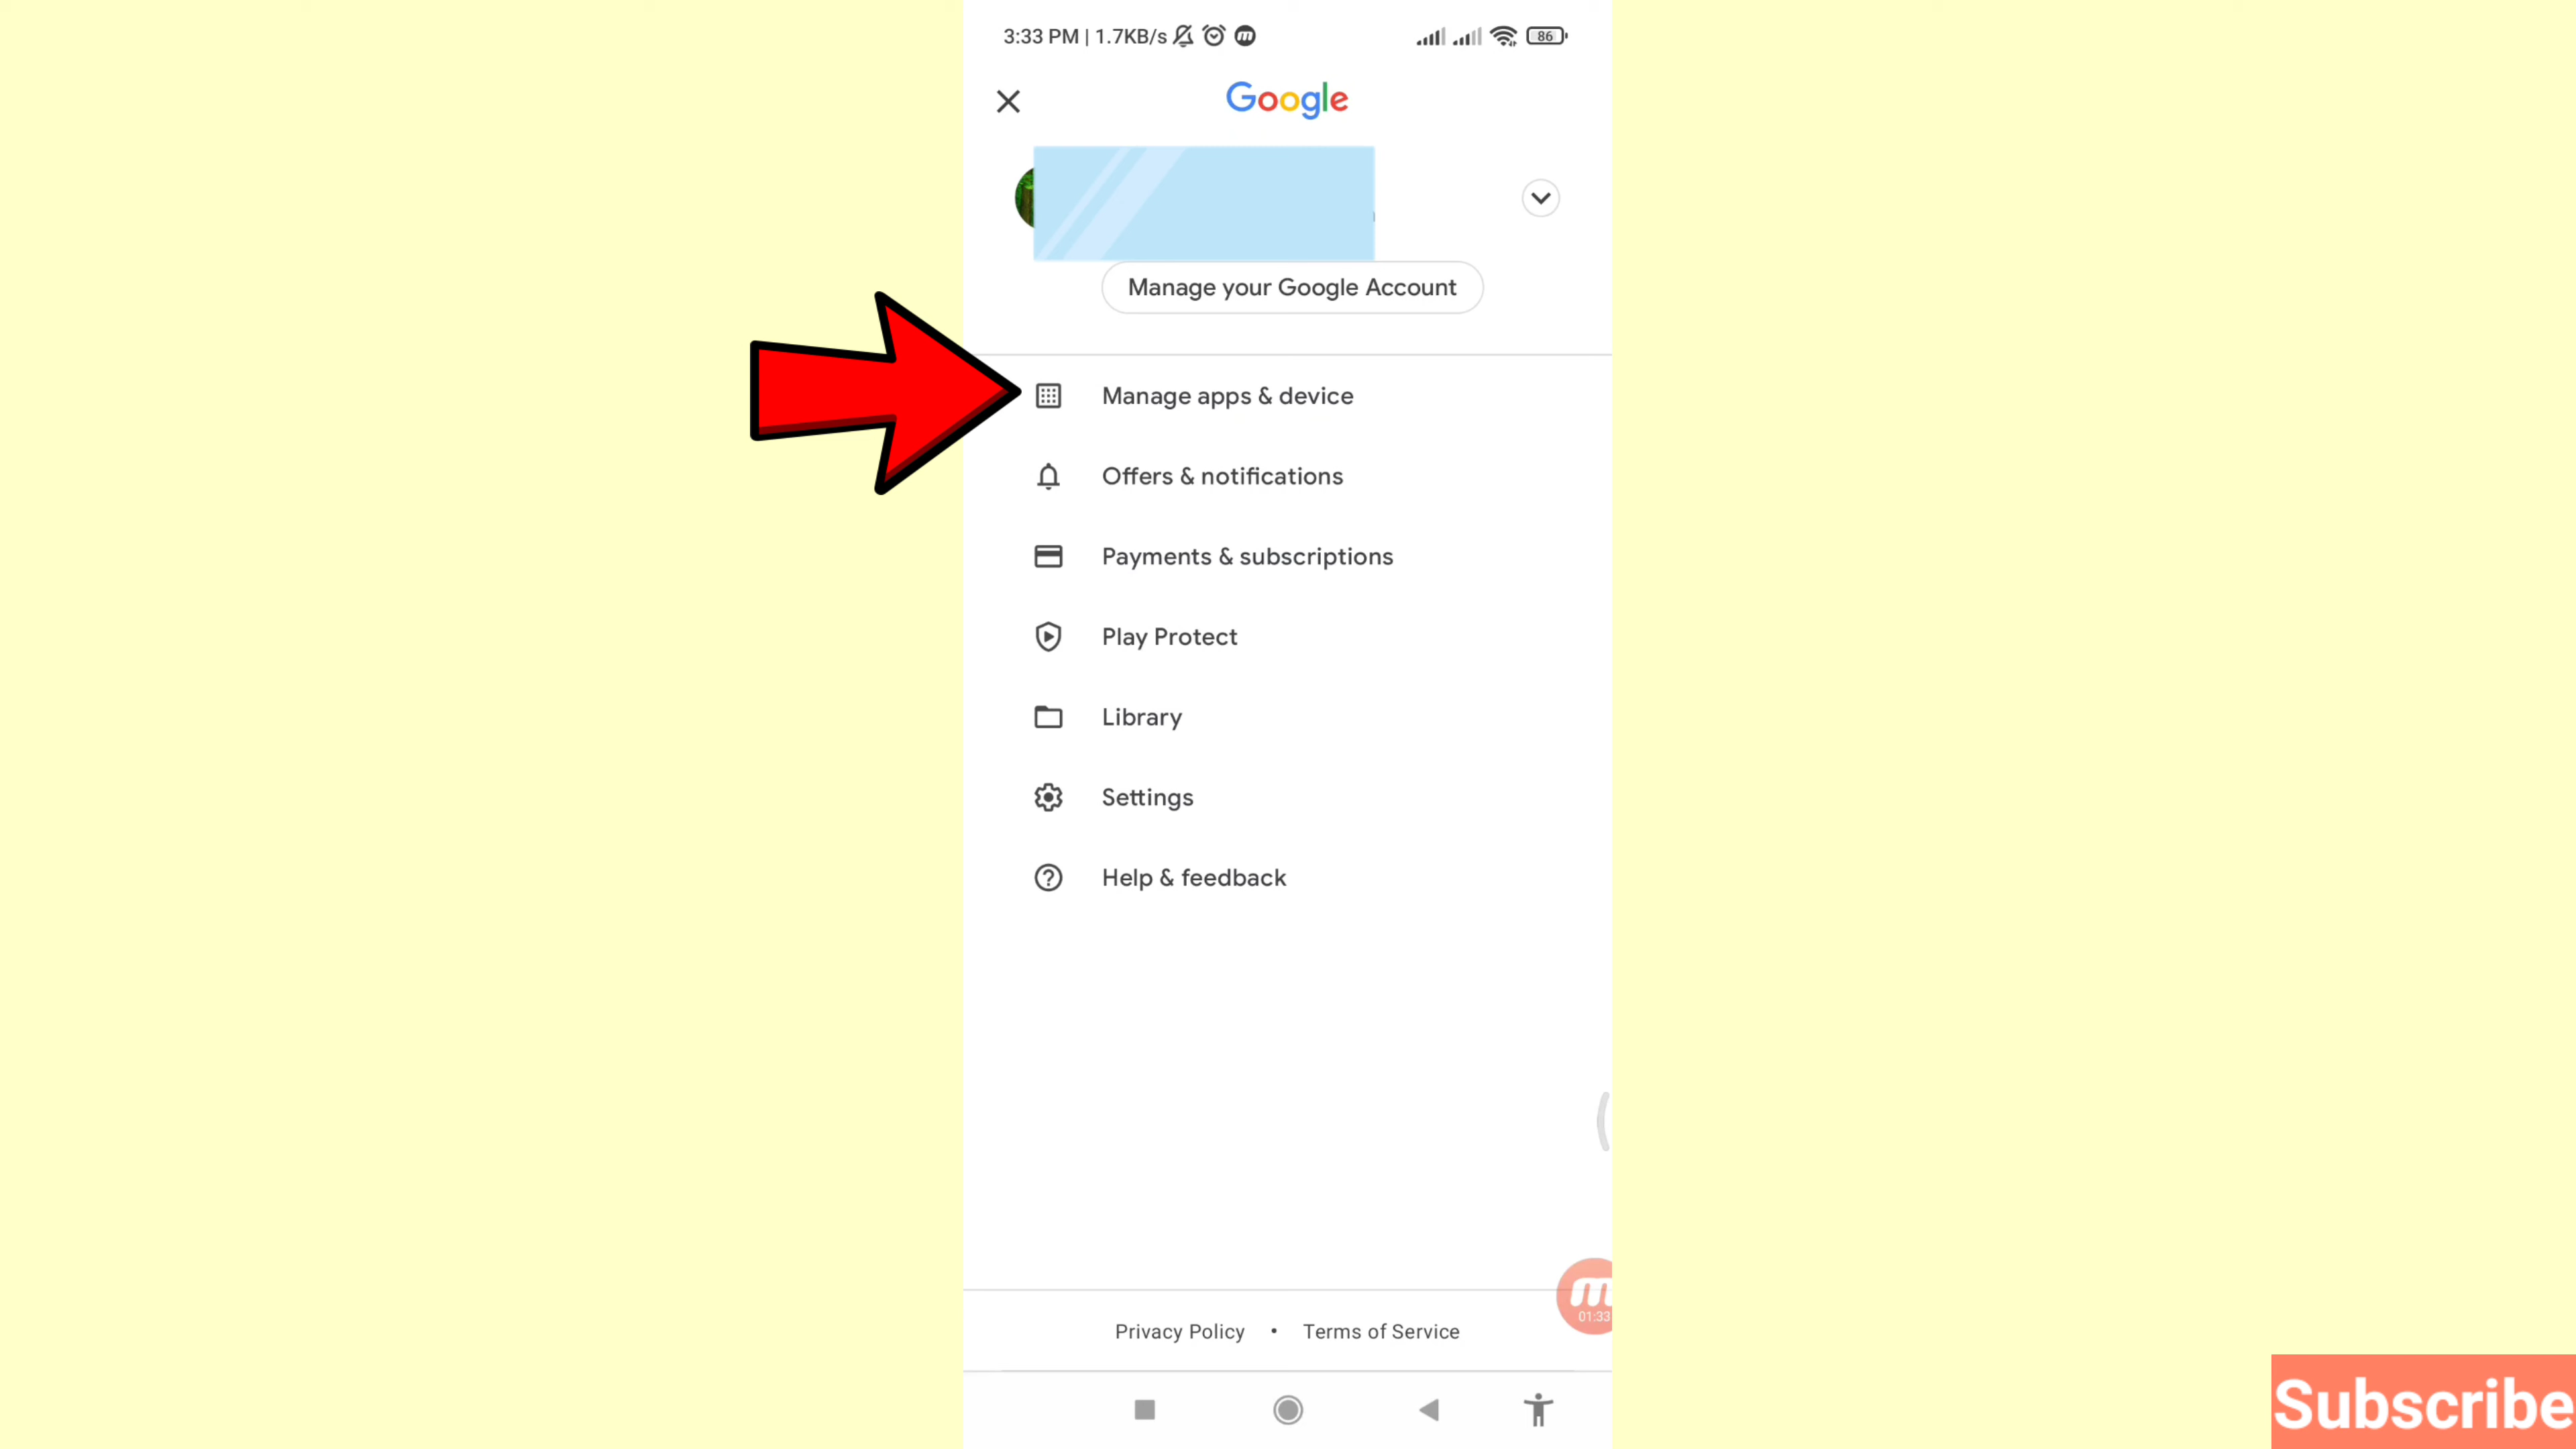 3:33 PM | 1.7KB/s
86
Google
Manage your Google Account
Manage apps & device
Offers & notifications
Payments & subscriptions
Play Protect
Library
Settings
Help & feedback
01:33
Privacy Policy • Terms of Service
Subscribe